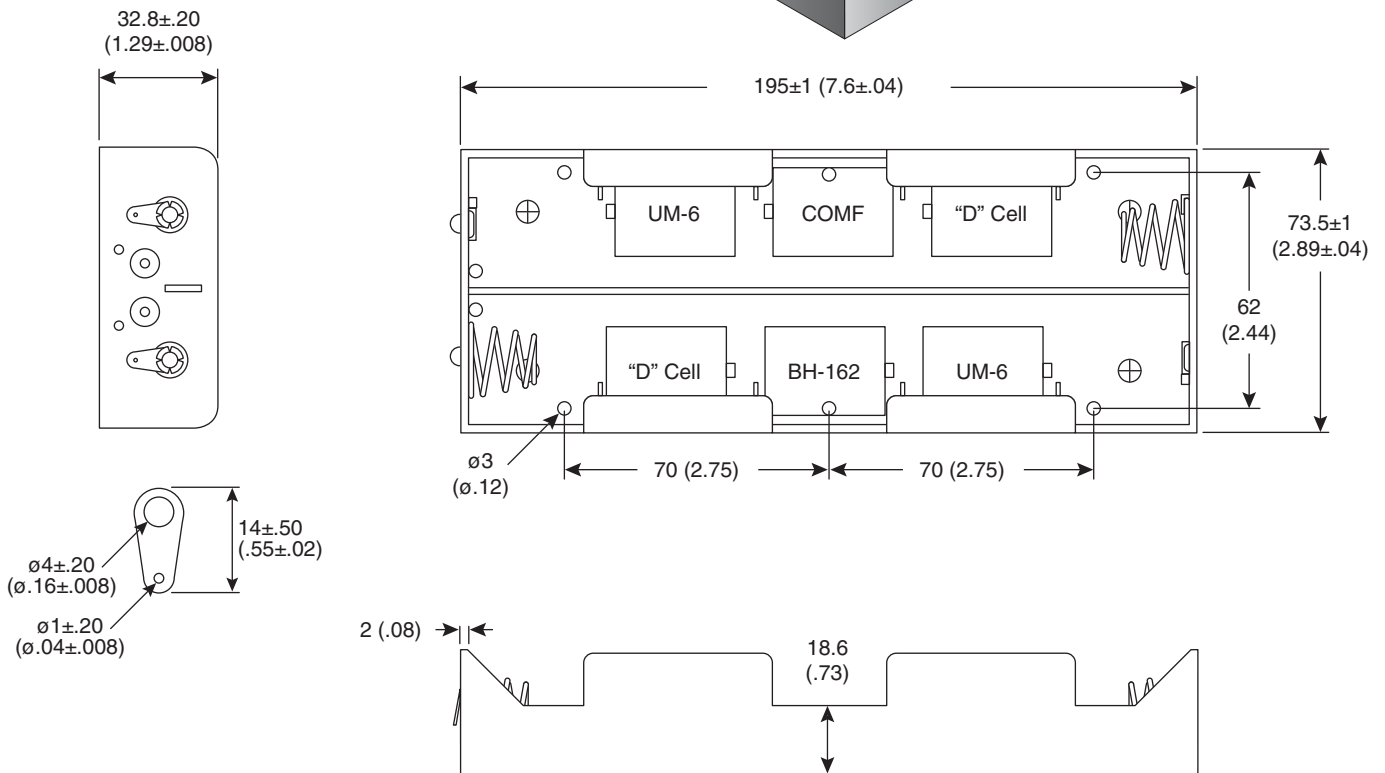 32.8±.20
(1.29±.008)
195±1 (7.6±.04)
UM-6
COMF
“D” Cell
73.5±1
(2.89±.04)
62
(2.44)
“D” Cell
BH-162
UM-6
ø3
(ø.12)
70 (2.75)
70 (2.75)
14±.50
(.55±.02)
ø4±.20
(ø.16±.008)
ø1±.20
(ø.04±.008)
2 (.08)
18.6
(.73)